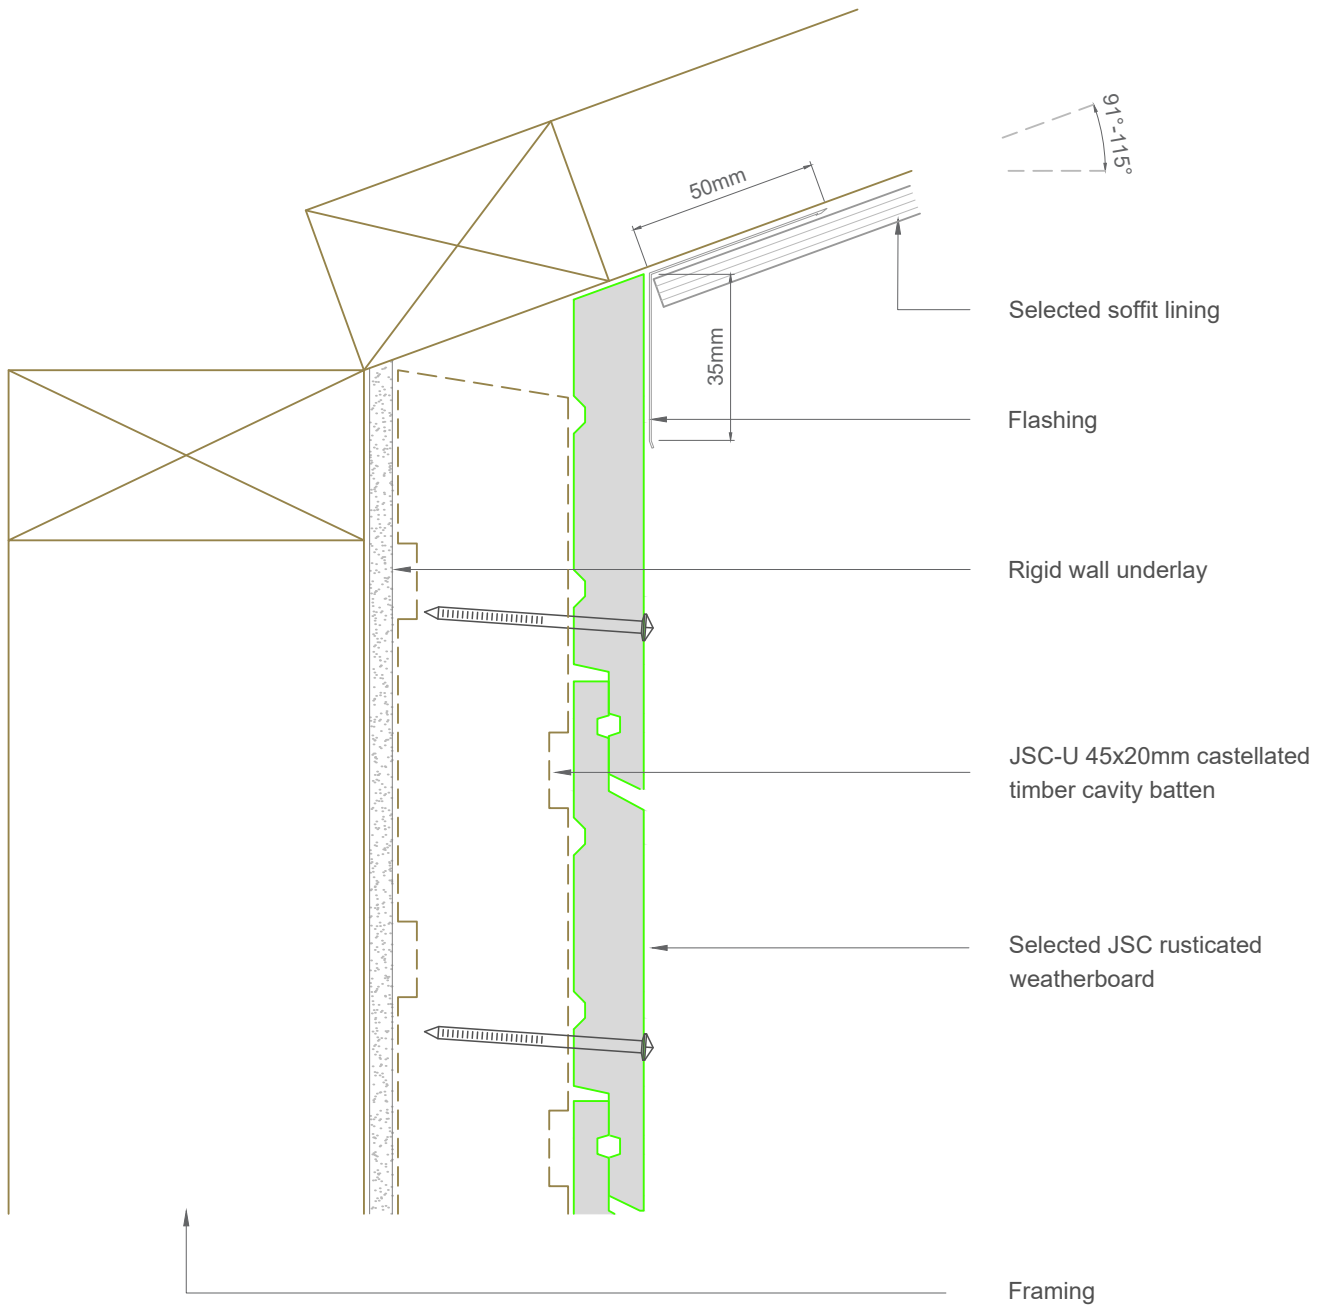 91°-115°
50mm
Selected soffit lining
35mm
Flashing
Rigid wall underlay
JSC-U 45x20mm castellated
timber cavity batten
Selected JSC rusticated
weatherboard
Framing